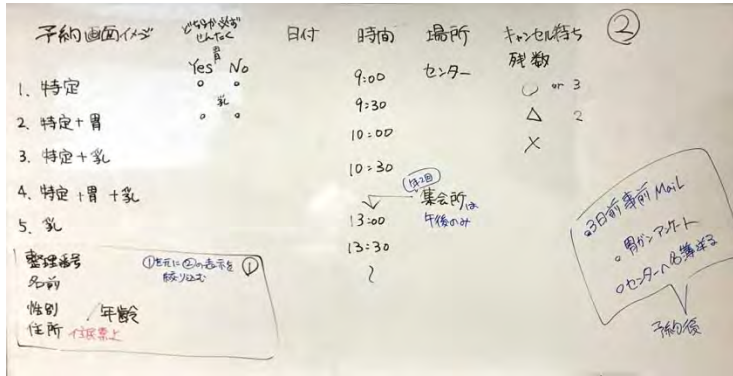 予約画面イメージ
どちらか必ず
せんたく
胃
Yes No
乳
日付
時間
場所
キャンセル待ち
残数
②
1. 特定
2. 特定+胃
3. 特定+乳
4. 特定+胃+乳
5. 乳
9:00
9:30
10:00
10:30
13:00
13:30
センター
年2回
集会所は
午後のみ
○ or 3
△ 2
×
整理番号
名前
性別 / 年齢
住所 住民票上
①を元に②の表示を
絞り込む
①
3日前事前Mail
胃ガンアンケート
センターへ名簿送る
予約後